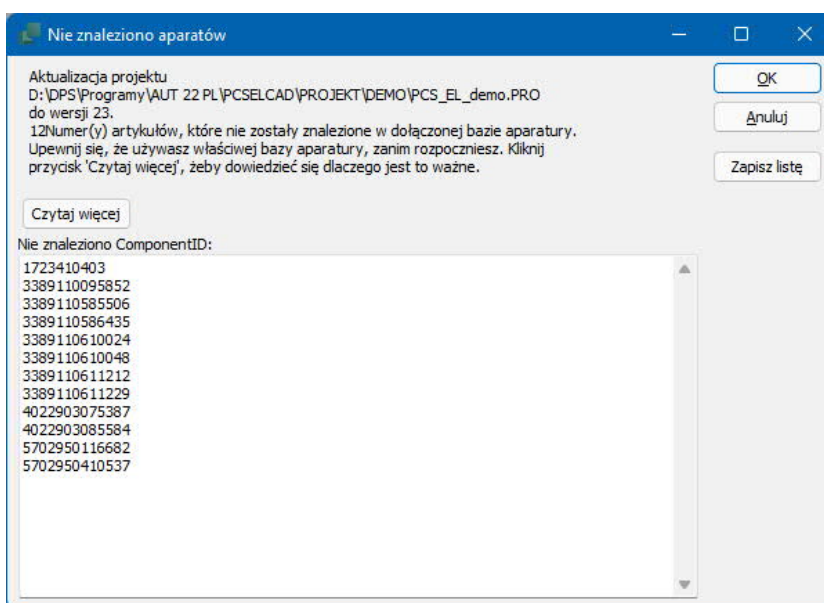 Nie znaleziono aparatów
Aktualizacja projektu
D:\DPS\Programy\AUT 22 PL\PCSELCAD\PROJEKT\DEMO\PCS_EL_demo.PRO
do wersji 23.
12Numer(y) artykułów, które nie zostały znalezione w dołączonej bazie aparatury.
Upewnij się, że używasz właściwej bazy aparatury, zanim rozpoczniesz. Kliknij
przycisk 'Czytaj więcej', żeby dowiedzieć się dlaczego jest to ważne.
OK
Anuluj
Zapisz listę
Czytaj więcej
Nie znaleziono ComponentID:
1723410403
3389110095852
3389110585506
3389110586435
3389110610024
3389110610048
3389110611212
3389110611229
4022903075387
4022903085584
5702950116682
5702950410537